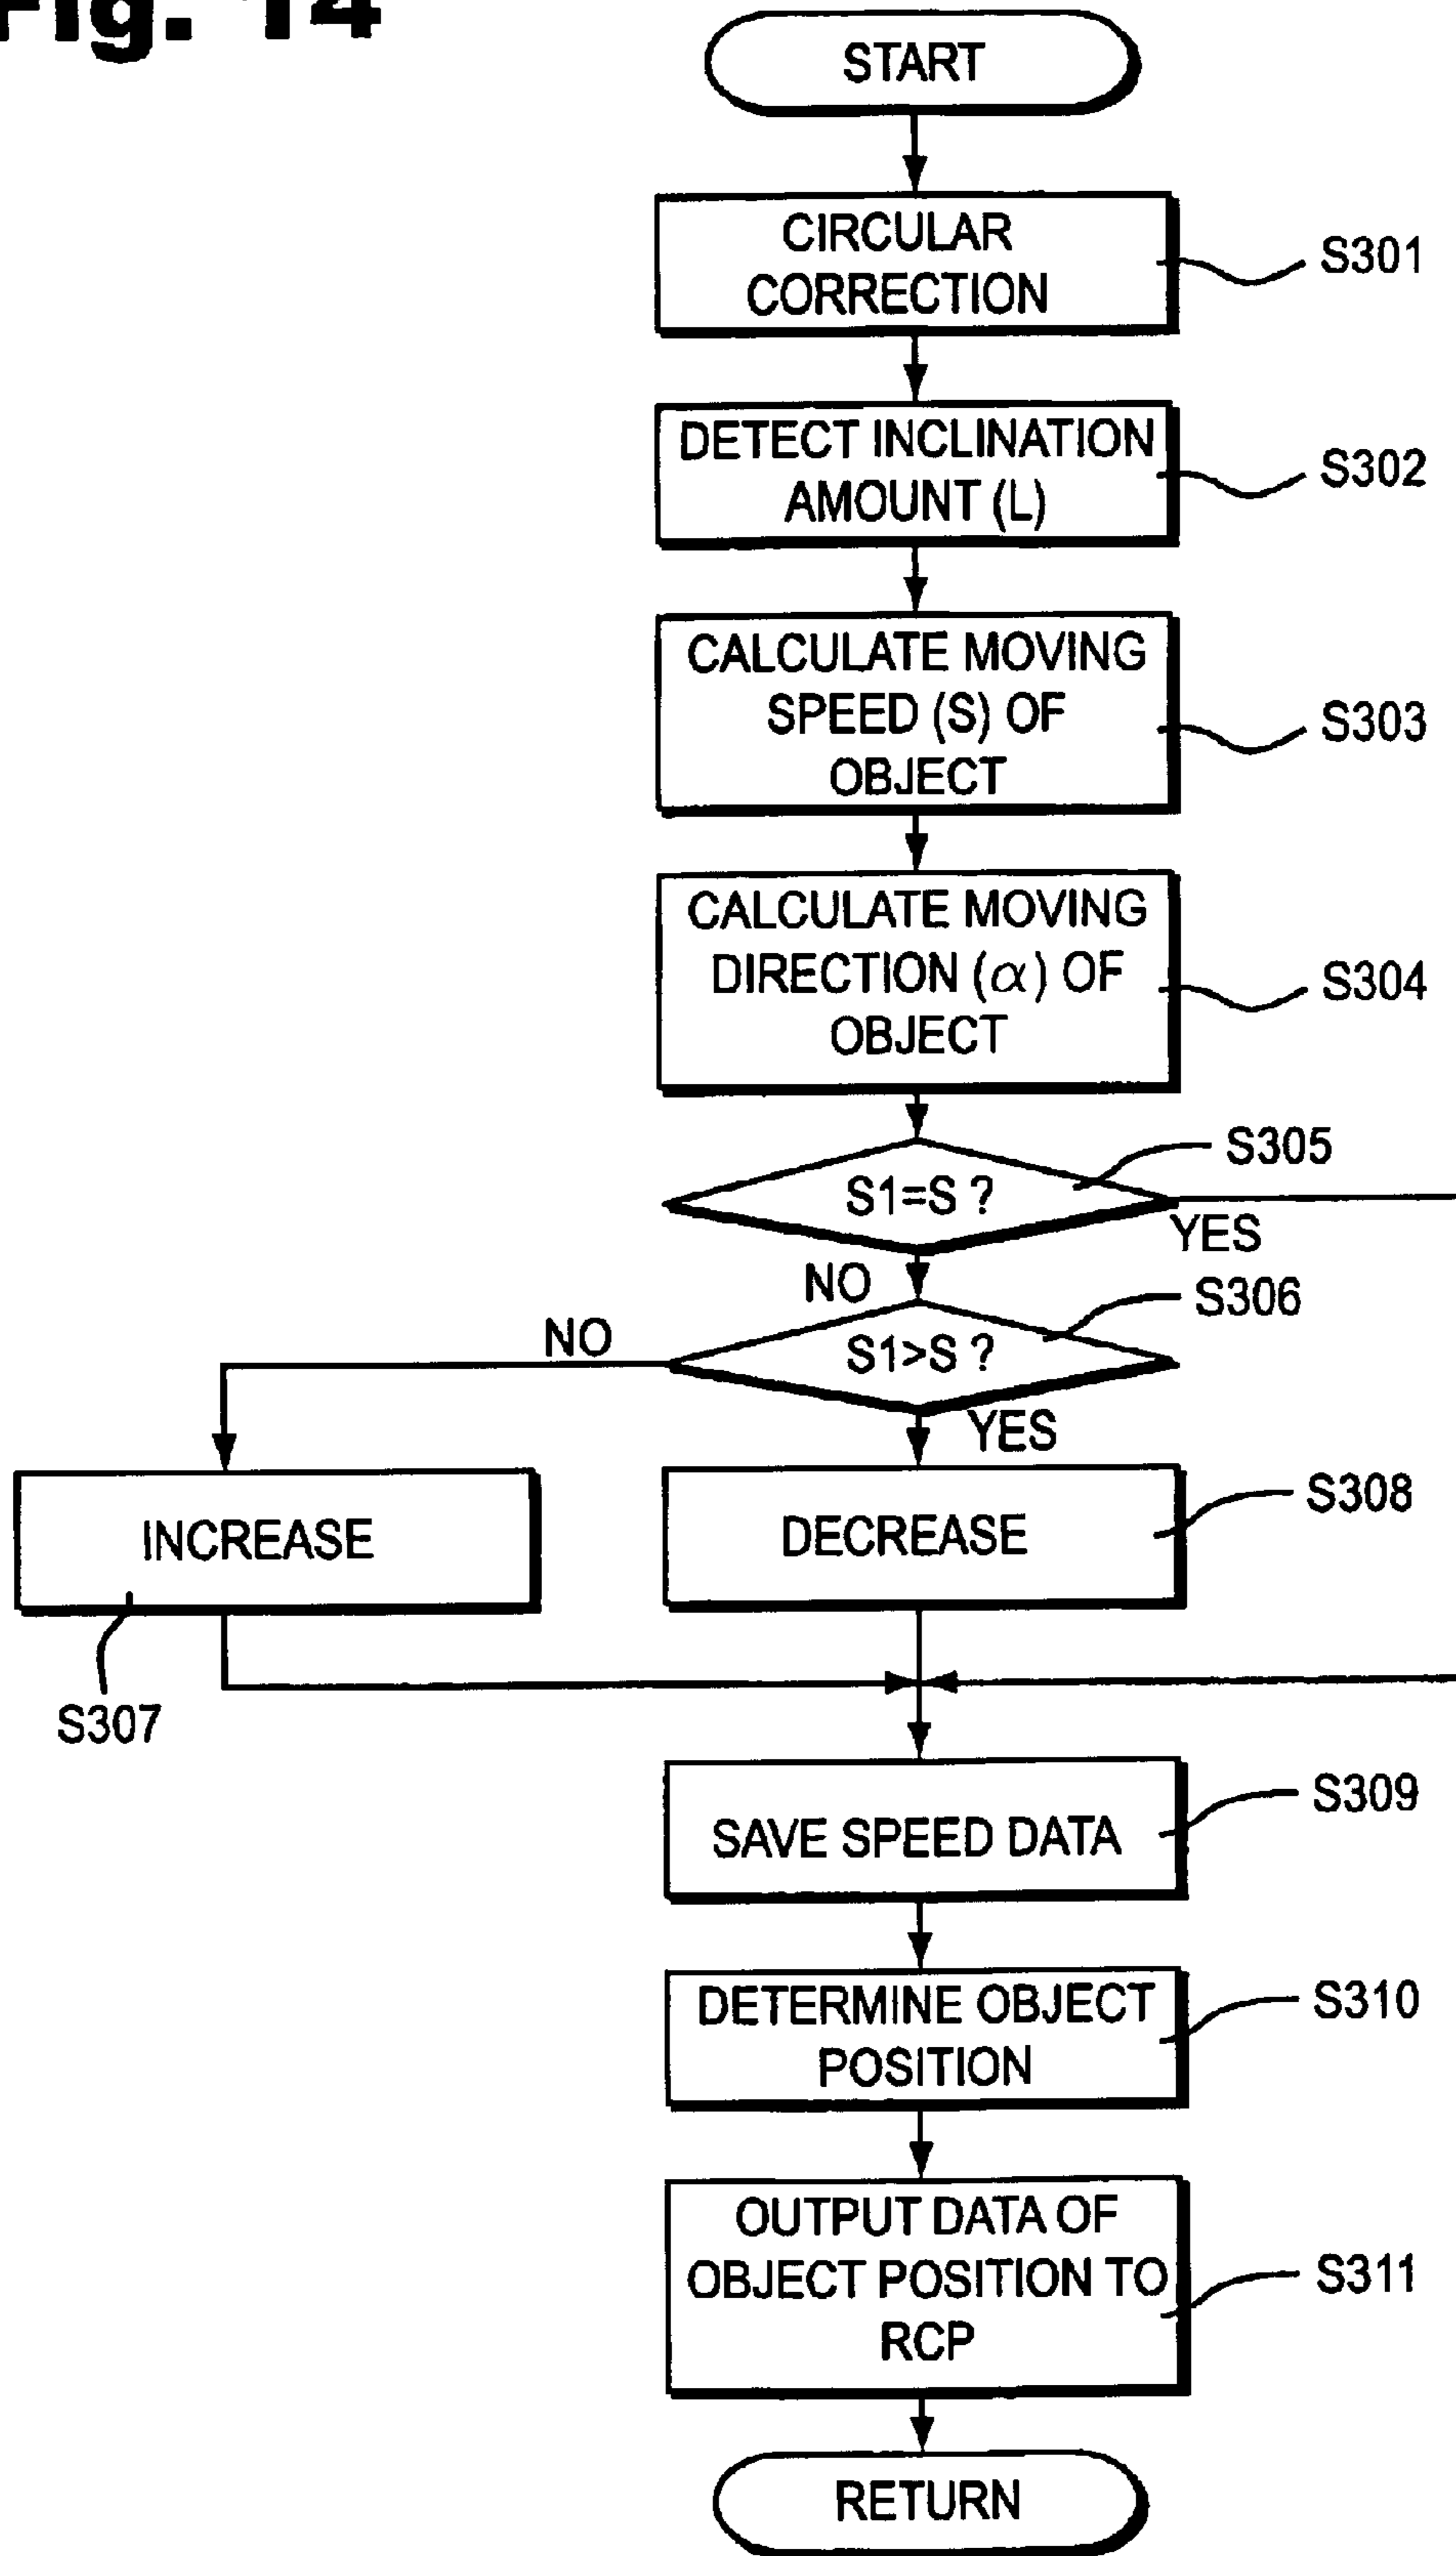 Fig. 14
START
CIRCULAR
CORRECTION
S301
DETECT INCLINATION
AMOUNT (L)
S302
CALCULATE MOVING
SPEED (S) OF
OBJECT
S303
CALCULATE MOVING
DIRECTION (α) OF
OBJECT
S304
S305
S1=S ?
YES
NO
S306
S1>S ?
NO
YES
INCREASE
S307
DECREASE
S308
SAVE SPEED DATA
S309
DETERMINE OBJECT
POSITION
S310
OUTPUT DATA OF
OBJECT POSITION TO
RCP
S311
RETURN